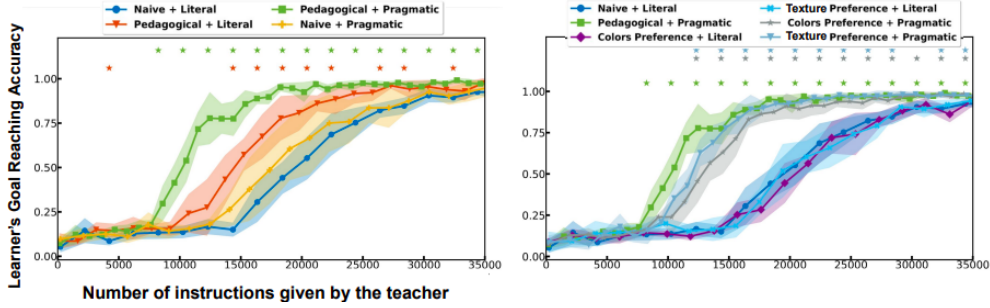 Naive + Literal
Pedagogical + Pragmatic
Pedagogical + Literal
Naive + Pragmatic
Learner's Goal Reaching Accuracy
1.00
0.75
0.50
0.25
0.00
0
5000
10000
15000
20000
25000
30000
35000
Number of instructions given by the teacher
Naive + Literal
Texture Preference + Literal
Pedagogical + Pragmatic
Colors Preference + Pragmatic
Colors Preference + Literal
Texture Preference + Pragmatic
1.00
0.75
0.50
0.25
0.00
0
5000
10000
15000
20000
25000
30000
35000